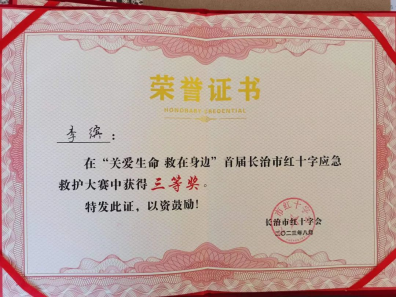 荣誉证书
HONORARY CREDENTIAL
李缤：
在“关爱生命 救在身边”首届长治市红十字应急
救护大赛中获得三等奖。
特发此证，以资鼓励！
长治市红十字会
二〇二三年八月